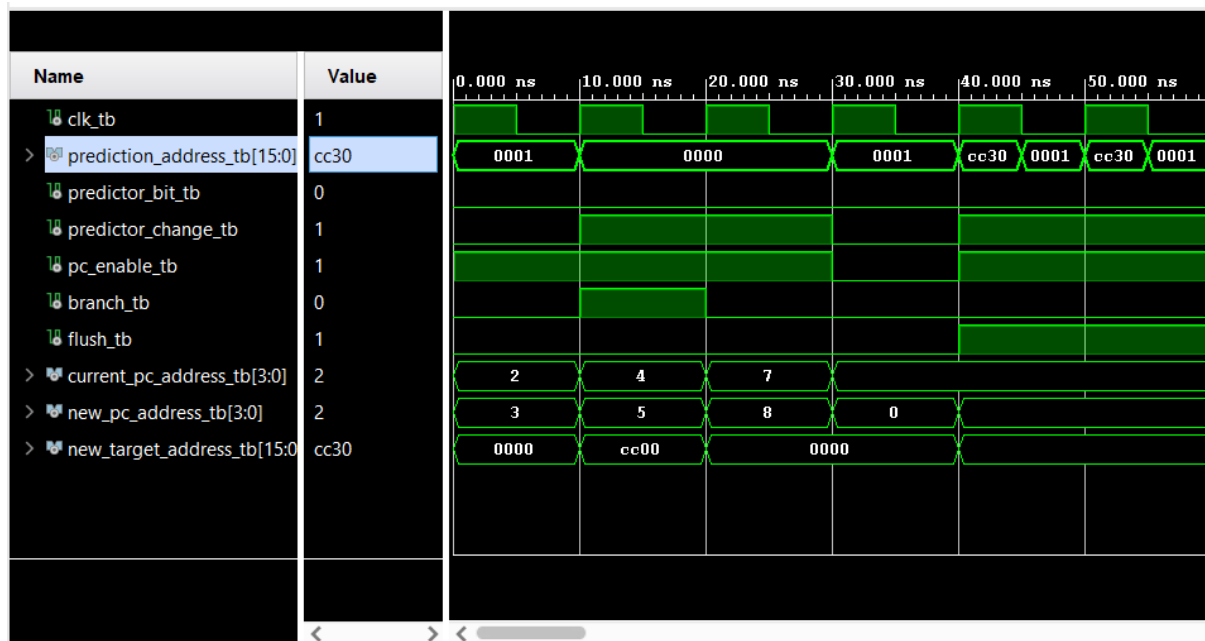 Name Value
0.000 ns 10.000 ns 20.000 ns 30.000 ns 40.000 ns 50.000 ns
clk_tb 1
prediction_address_tb[15:0] cc30 0001 0000 0001 cc30 0001 cc30 0001
predictor_bit_tb 0
predictor_change_tb 1
pc_enable_tb 1
branch_tb 0
flush_tb 1
current_pc_address_tb[3:0] 2 2 4 7
new_pc_address_tb[3:0] 2 3 5 8 0
new_target_address_tb[15:0 cc30 0000 cc00 0000